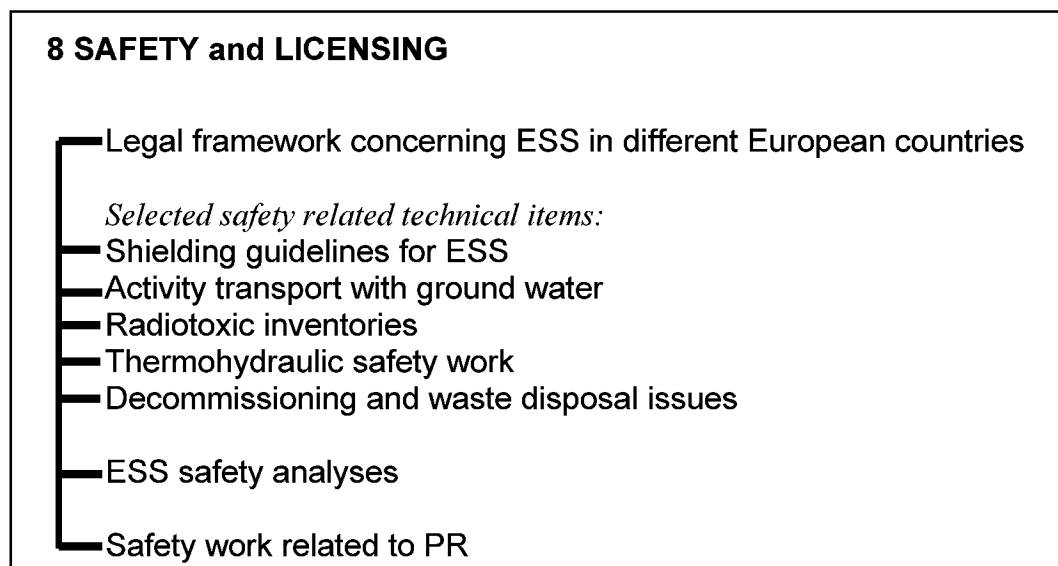 8 SAFETY and LICENSING
Legal framework concerning ESS in different European countries
Selected safety related technical items:
Shielding guidelines for ESS
Activity transport with ground water
Radiotoxic inventories
Thermohydraulic safety work
Decommissioning and waste disposal issues
ESS safety analyses
Safety work related to PR